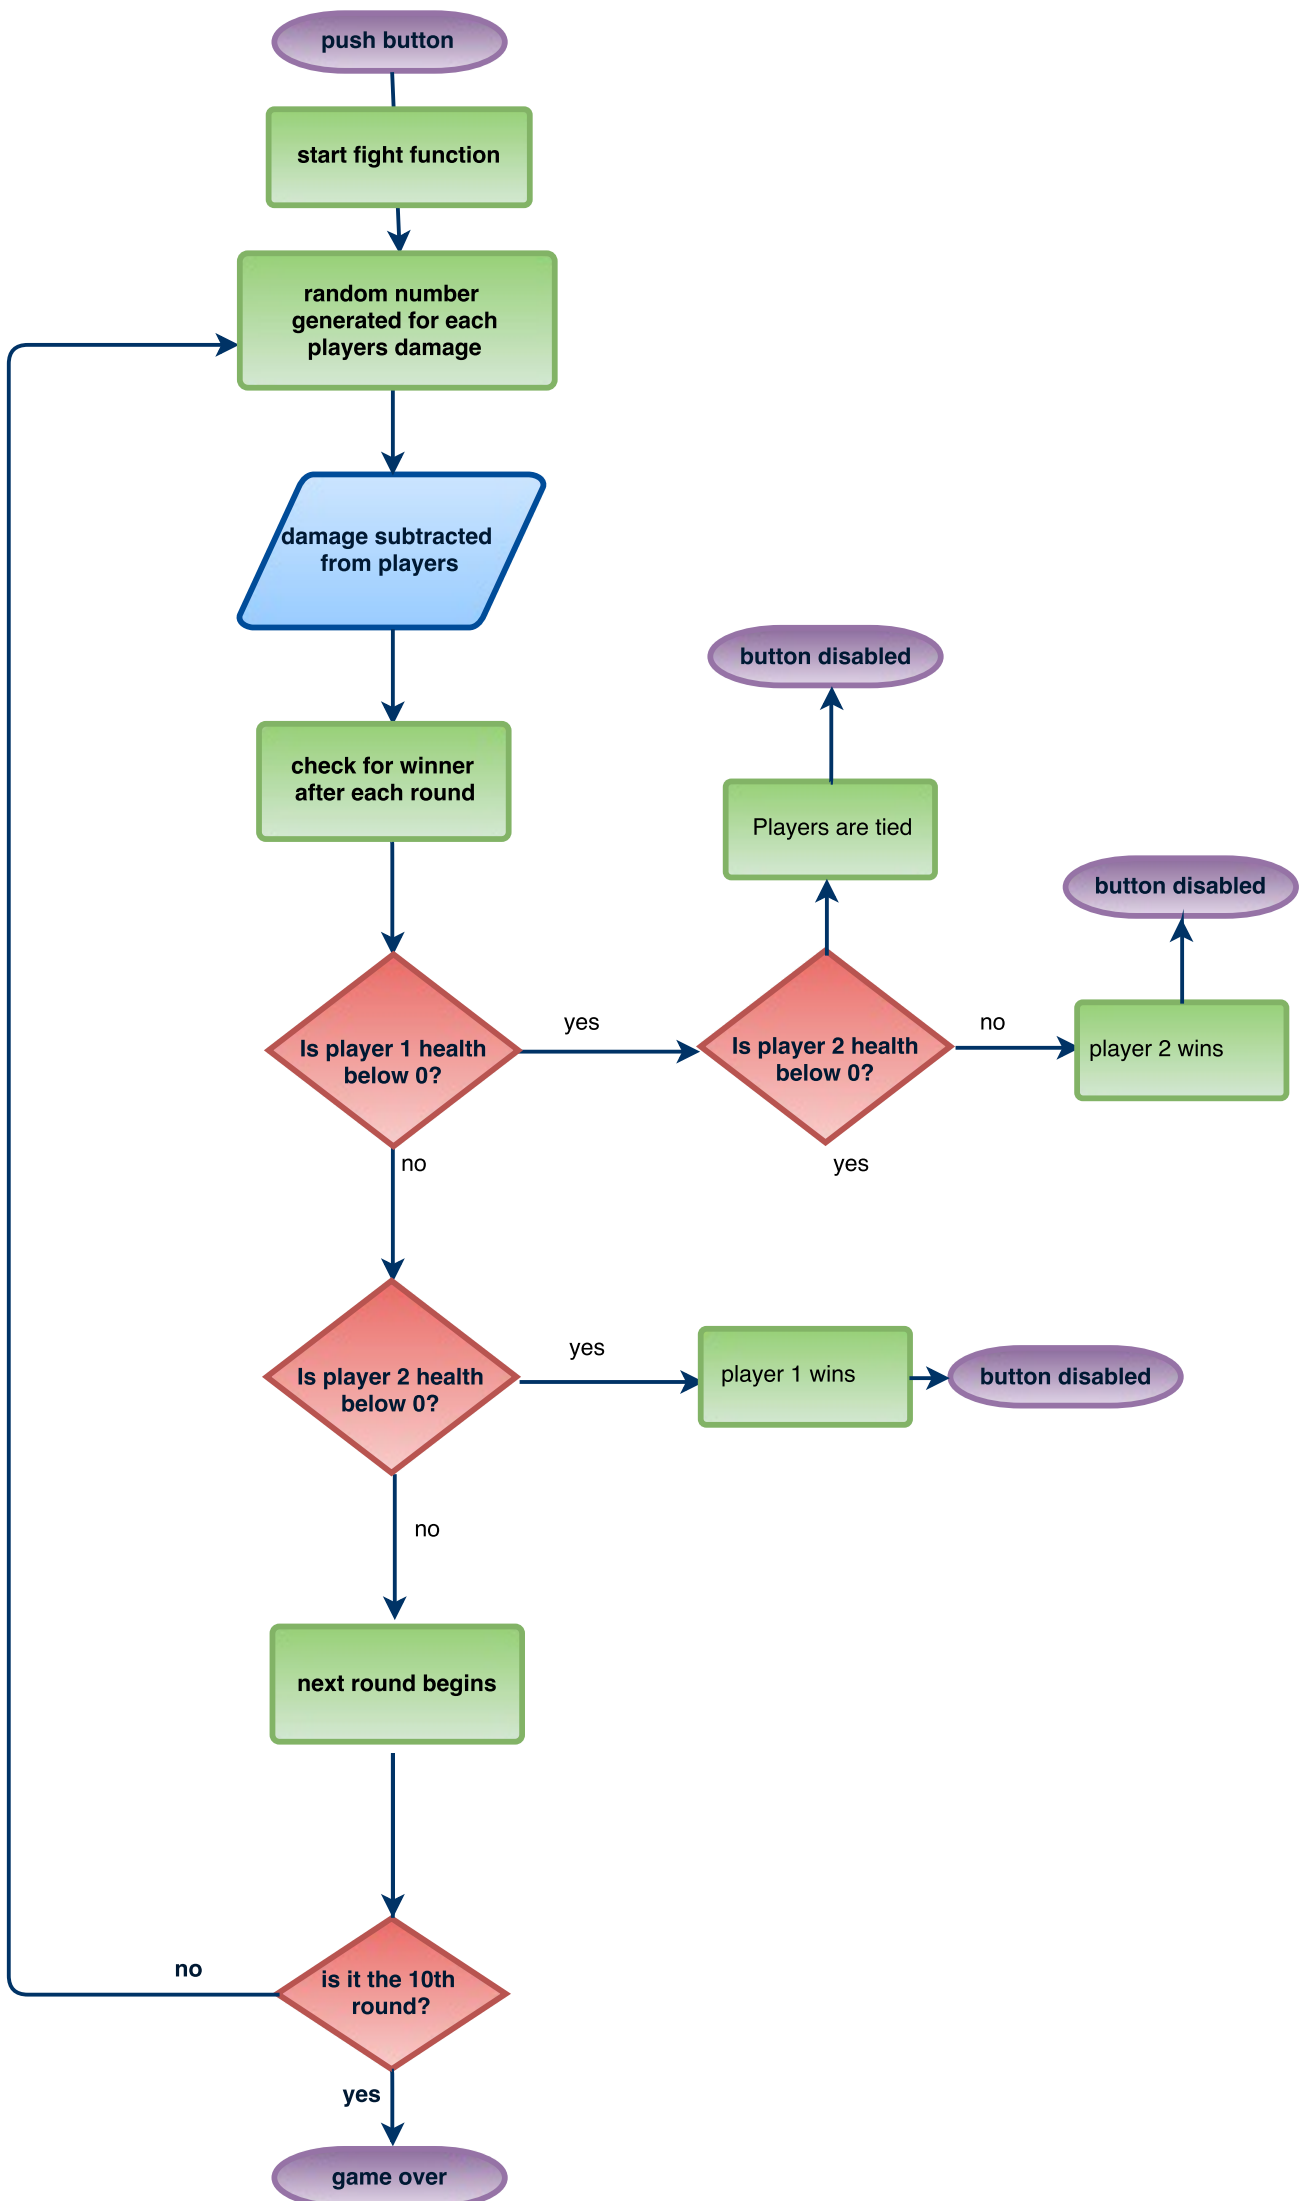 push button
start fight function
random number
generated for each
players damage
damage subtracted
from players
button disabled
check for winner
after each round
Players are tied
button disabled
yes
no
Is player 1 health
below 0?
Is player 2 health
below 0?
player 2 wins
no
yes
yes
Is player 2 health
below 0?
player 1 wins
button disabled
no
next round begins
no
is it the 10th
round?
yes
game over